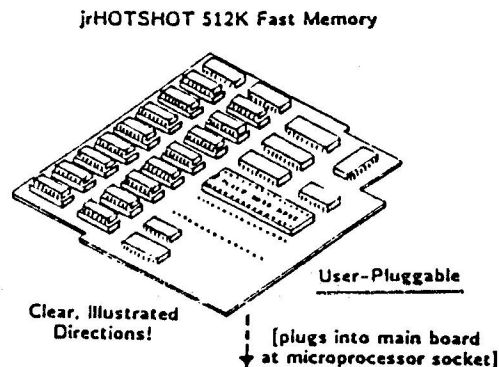 jrHOTSHOT 512K Fast Memory
User-Pluggable
Clear, Illustrated
Directions!
[plugs into main board
at microprocessor socket]